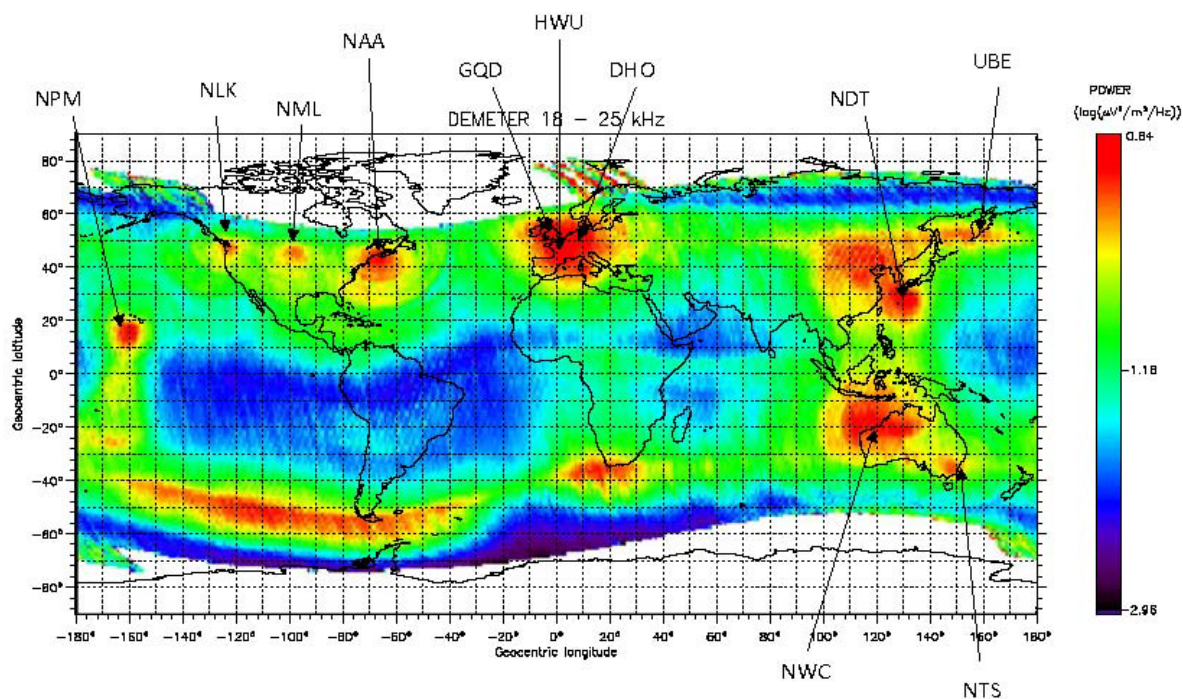 HWU
NAA
GQD
DHO
UBE
NLK
NML
NPM
NDT
DEMETER 18 – 25 kHz
POWER
(log(μV²/m²/Hz))
0.84
-1.18
-2.96
Geocentric latitude
80°
60°
40°
20°
0°
-20°
-40°
-60°
-80°
-180° -160° -140° -120° -100° -80° -60° -40° -20° 0° 20° 40° 60° 80° 100° 120° 140° 160° 180°
Geocentric longitude
NWC
NTS